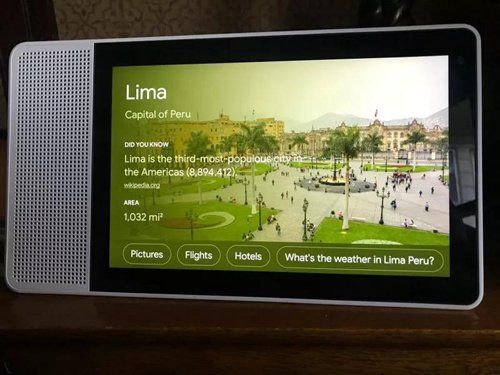 Lima
Capital of Peru
DID YOU KNOW
Lima is the third-most-populous city in
the Americas (8,894,412).
wikipedia.org
AREA
1,032 mi²
Pictures
Flights
Hotels
What's the weather in Lima Peru?